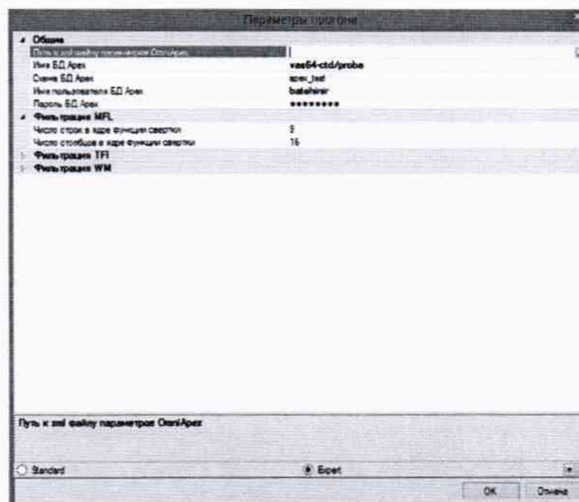 Параметры прогона
Общие
Путь к xml файлу параметров OmniApex
Имя БД Apex vas64-ctd/probe
Схема БД Apex apex_test
Имя пользователя БД Apex batehinir
Пароль БД Apex ●●●●●●●●
Фильтрация MFL
Число строк в ядре функции свертки 3
Число столбцов в ядре функции свертки 16
Фильтрация TFI
Фильтрация WM
Путь к xml файлу параметров OmniApex
Standard Expert
OK Отмена